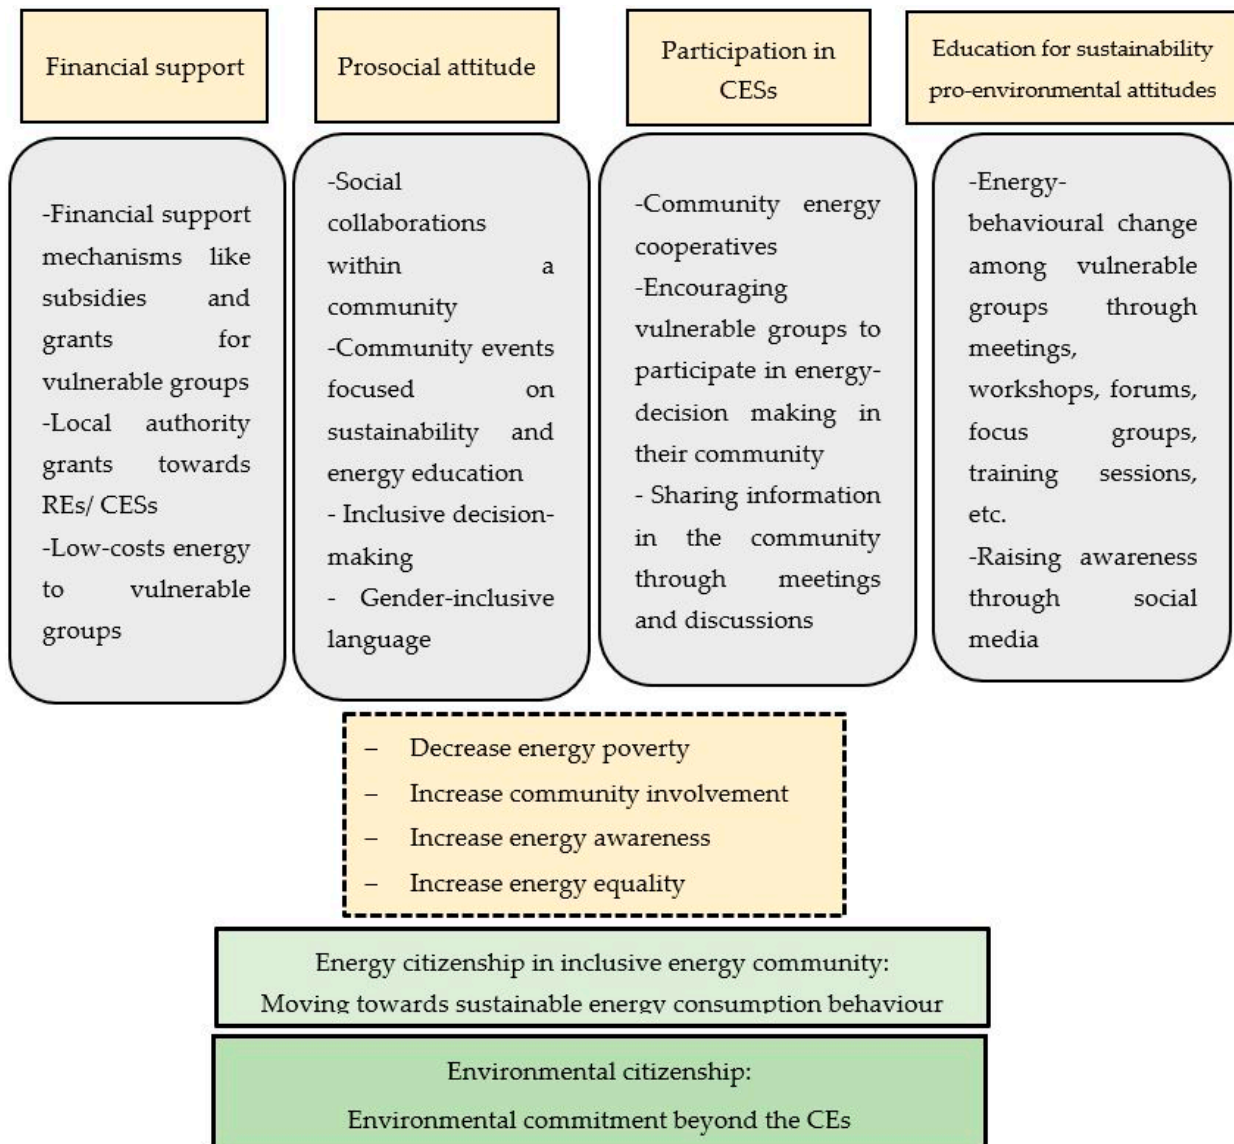 Financial support
Prosocial attitude
Participation in
CESs
Education for sustainability
pro-environmental attitudes
-Financial support
mechanisms like
subsidies and
grants for
vulnerable groups
-Local authority
grants towards
REs/ CESs
-Low-costs energy
to vulnerable
groups
-Social
collaborations
within a
community
-Community events
focused on
sustainability and
energy education
- Inclusive decision-
making
- Gender-inclusive
language
-Community energy
cooperatives
-Encouraging
vulnerable groups to
participate in energy-
decision making in
their community
- Sharing information
in the community
through meetings
and discussions
-Energy-
behavioural change
among vulnerable
groups through
meetings,
workshops, forums,
focus groups,
training sessions,
etc.
-Raising awareness
through social
media
– Decrease energy poverty
– Increase community involvement
– Increase energy awareness
– Increase energy equality
Energy citizenship in inclusive energy community:
Moving towards sustainable energy consumption behaviour
Environmental citizenship:
Environmental commitment beyond the CEs